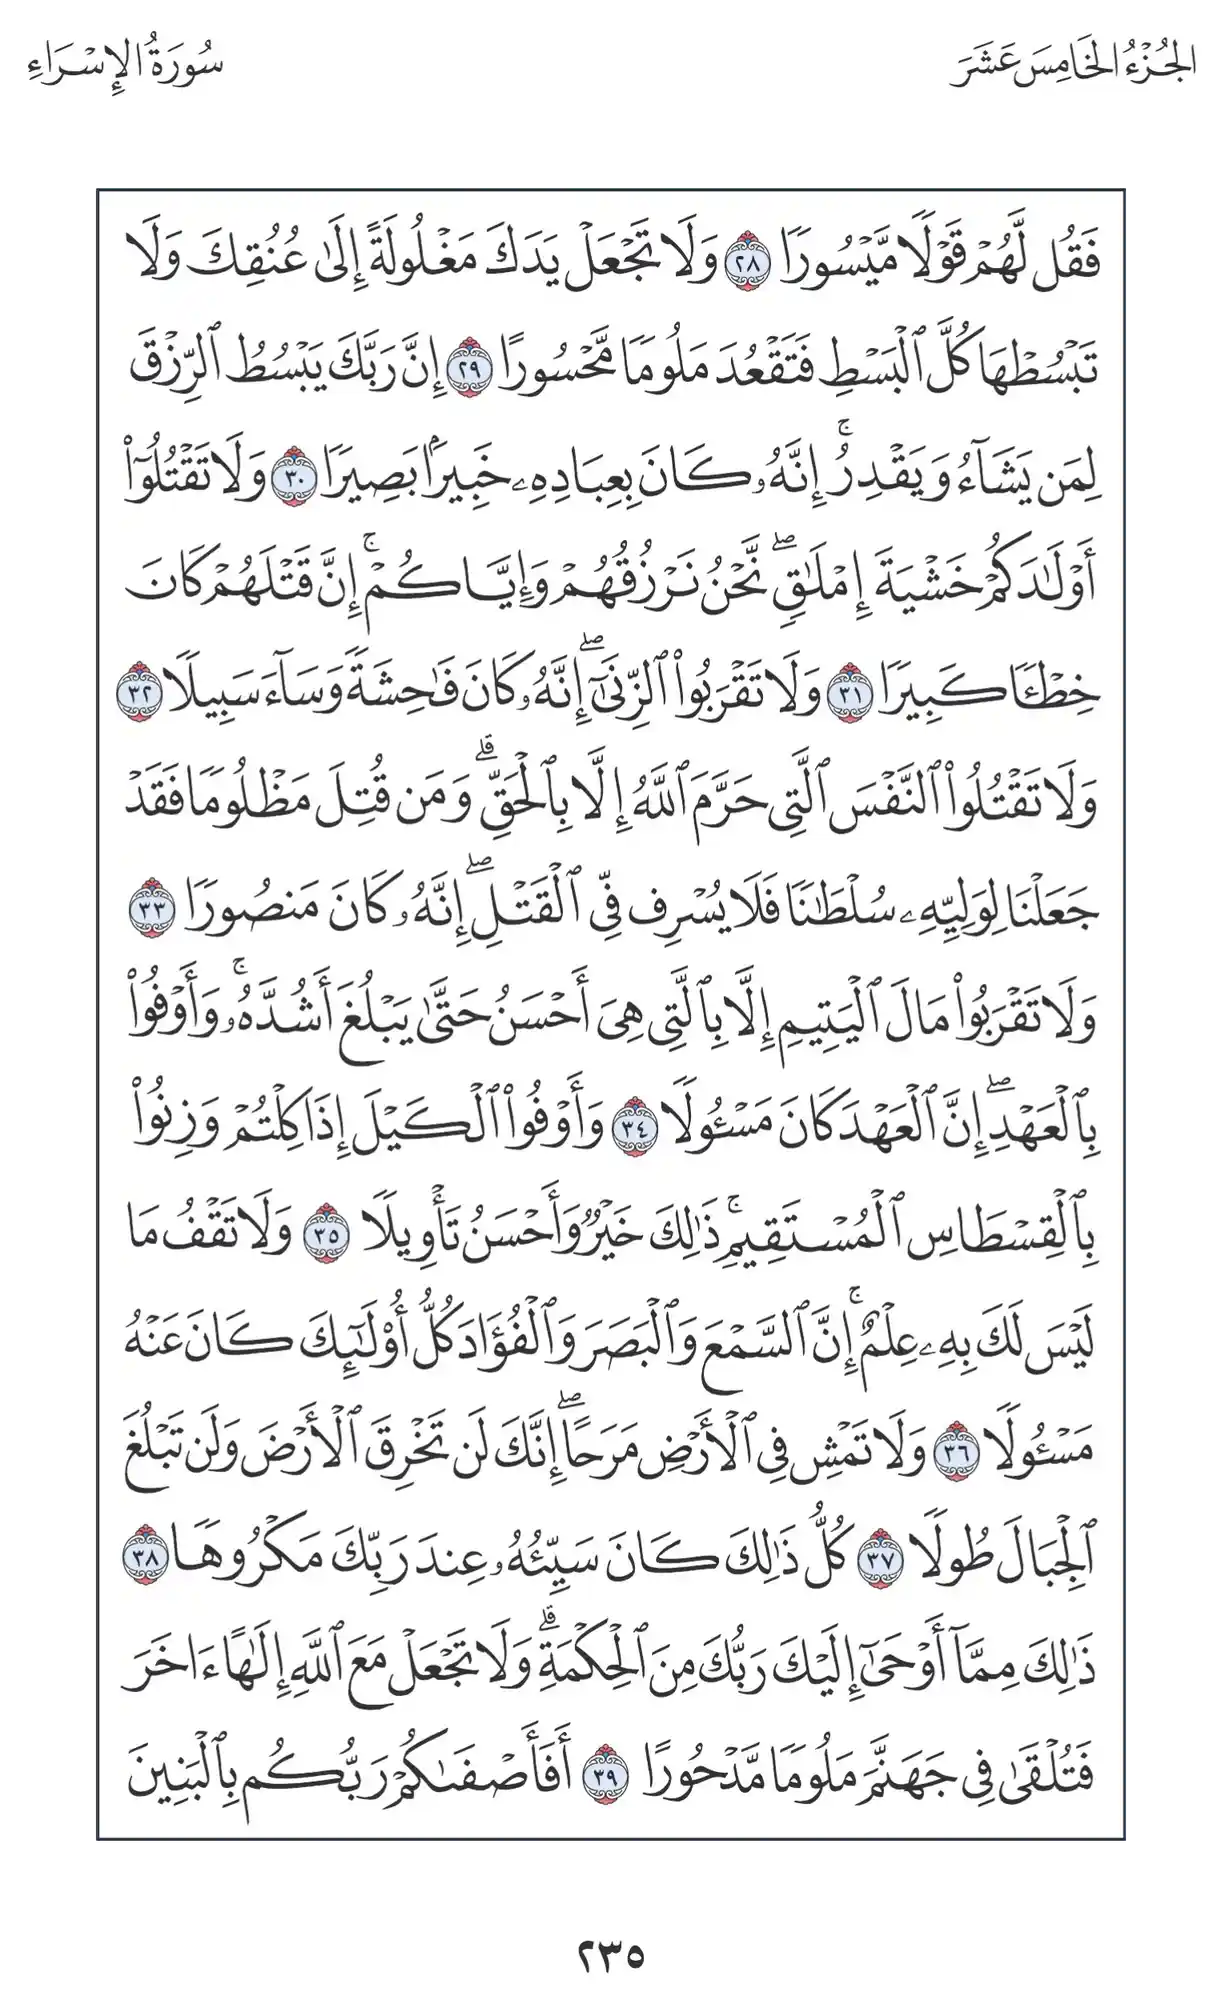 الجُزْءُ الخَامِسَ عَشَرَ
سُورَةُ الإِسْرَاءِ
فَقُل لَّهُمْ قَوْلًا مَّيْسُورًا ٢٨ وَلَا تَجْعَلْ يَدَكَ مَغْلُولَةً إِلَىٰ عُنُقِكَ وَلَا
تَبْسُطْهَا كُلَّ ٱلْبَسْطِ فَتَقْعُدَ مَلُومًا مَّحْسُورًا ٢٩ إِنَّ رَبَّكَ يَبْسُطُ ٱلرِّزْقَ
لِمَن يَشَآءُ وَيَقْدِرُ ۚ إِنَّهُۥ كَانَ بِعِبَادِهِۦ خَبِيرًۢا بَصِيرًا ٣٠ وَلَا تَقْتُلُوٓا۟
أَوْلَٰدَكُمْ خَشْيَةَ إِمْلَٰقٍ ۖ نَّحْنُ نَرْزُقُهُمْ وَإِيَّاكُمْ ۚ إِنَّ قَتْلَهُمْ كَانَ
خِطْـًٔا كَبِيرًا ٣١ وَلَا تَقْرَبُوا۟ ٱلزِّنَىٰٓ ۖ إِنَّهُۥ كَانَ فَٰحِشَةً وَسَآءَ سَبِيلًا ٣٢
وَلَا تَقْتُلُوا۟ ٱلنَّفْسَ ٱلَّتِى حَرَّمَ ٱللَّهُ إِلَّا بِٱلْحَقِّ ۗ وَمَن قُتِلَ مَظْلُومًا فَقَدْ
جَعَلْنَا لِوَلِيِّهِۦ سُلْطَٰنًا فَلَا يُسْرِف فِّى ٱلْقَتْلِ ۖ إِنَّهُۥ كَانَ مَنصُورًا ٣٣
وَلَا تَقْرَبُوا۟ مَالَ ٱلْيَتِيمِ إِلَّا بِٱلَّتِى هِىَ أَحْسَنُ حَتَّىٰ يَبْلُغَ أَشُدَّهُۥ ۚ وَأَوْفُوا۟
بِٱلْعَهْدِ ۖ إِنَّ ٱلْعَهْدَ كَانَ مَسْـُٔولًا ٣٤ وَأَوْفُوا۟ ٱلْكَيْلَ إِذَا كِلْتُمْ وَزِنُوا۟
بِٱلْقِسْطَاسِ ٱلْمُسْتَقِيمِ ۚ ذَٰلِكَ خَيْرٌ وَأَحْسَنُ تَأْوِيلًا ٣٥ وَلَا تَقْفُ مَا
لَيْسَ لَكَ بِهِۦ عِلْمٌ ۚ إِنَّ ٱلسَّمْعَ وَٱلْبَصَرَ وَٱلْفُؤَادَ كُلُّ أُو۟لَٰٓئِكَ كَانَ عَنْهُ
مَسْـُٔولًا ٣٦ وَلَا تَمْشِ فِى ٱلْأَرْضِ مَرَحًا ۖ إِنَّكَ لَن تَخْرِقَ ٱلْأَرْضَ وَلَن تَبْلُغَ
ٱلْجِبَالَ طُولًا ٣٧ كُلُّ ذَٰلِكَ كَانَ سَيِّئُهُۥ عِندَ رَبِّكَ مَكْرُوهًا ٣٨
ذَٰلِكَ مِمَّآ أَوْحَىٰٓ إِلَيْكَ رَبُّكَ مِنَ ٱلْحِكْمَةِ ۗ وَلَا تَجْعَلْ مَعَ ٱللَّهِ إِلَٰهًا ءَاخَرَ
فَتُلْقَىٰ فِى جَهَنَّمَ مَلُومًا مَّدْحُورًا ٣٩ أَفَأَصْفَىٰكُمْ رَبُّكُم بِٱلْبَنِينَ
٢٣٥